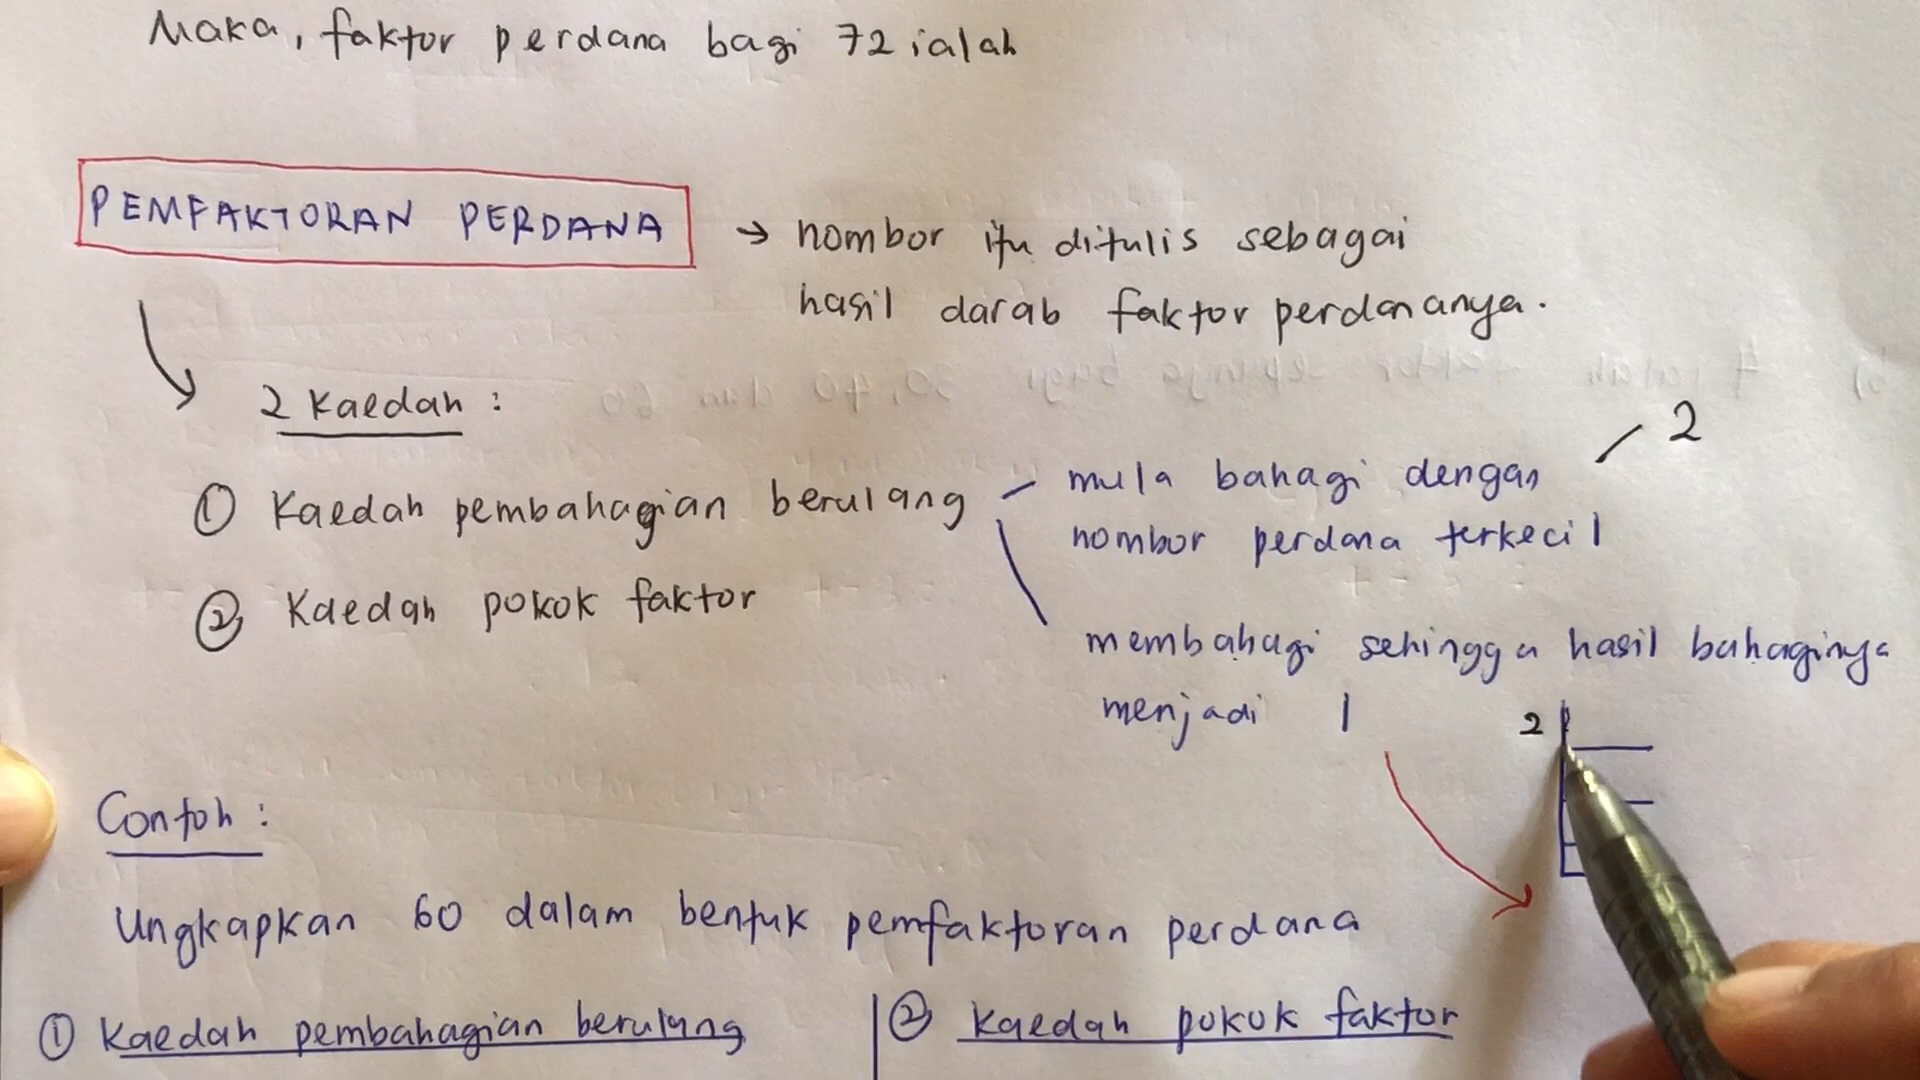 Maka, faktor perdana bagi 72 ialah
PEMFAKTORAN PERDANA
→ nombor itu ditulis sebagai
hasil darab faktor perdananya.
2 Kaedah :
① Kaedah pembahagian berulang
② Kaedah pokok faktor
mula bahagi dengan
2
nombor perdana terkecil
membahagi sehingga hasil bahaginya
menjadi 1
2
Contoh :
Ungkapkan 60 dalam bentuk pemfaktoran perdana
① Kaedah pembahagian berulang
② Kaedah pokok faktor